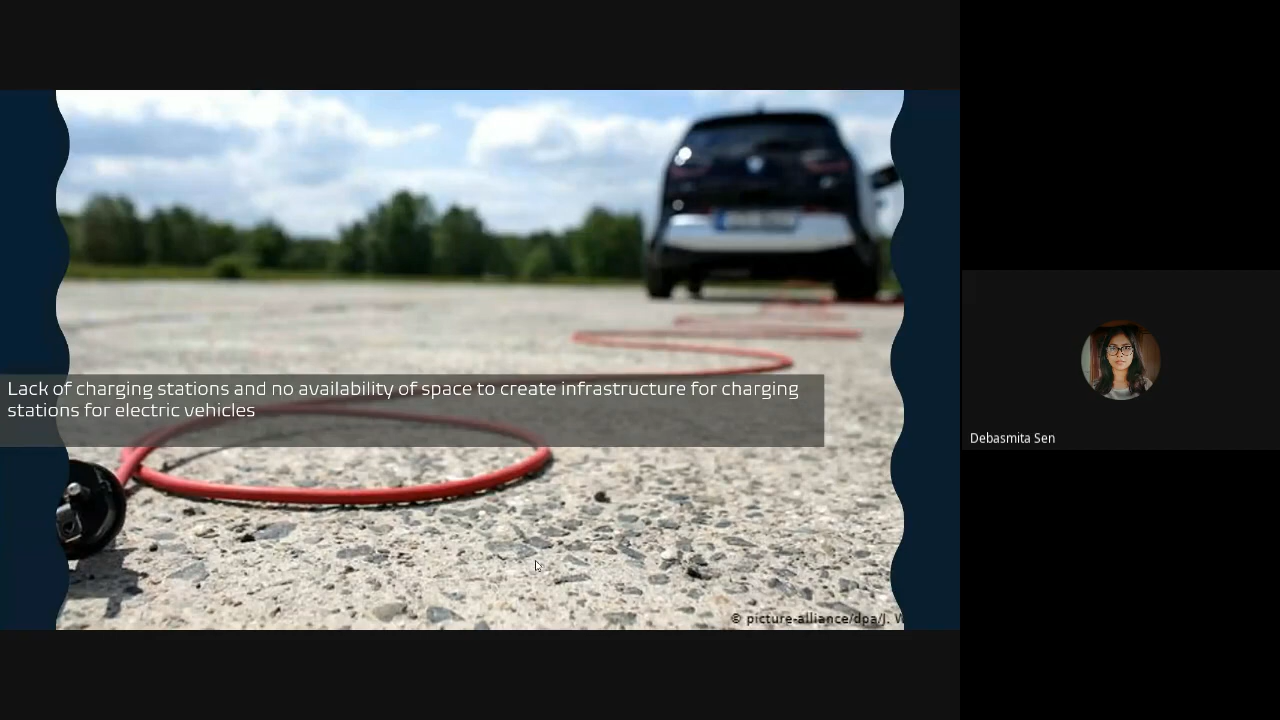 Lack of charging stations and no availability of space to create infrastructure for charging
stations for electric vehicles
© picture-alliance/dpa/J.
Debasmita Sen